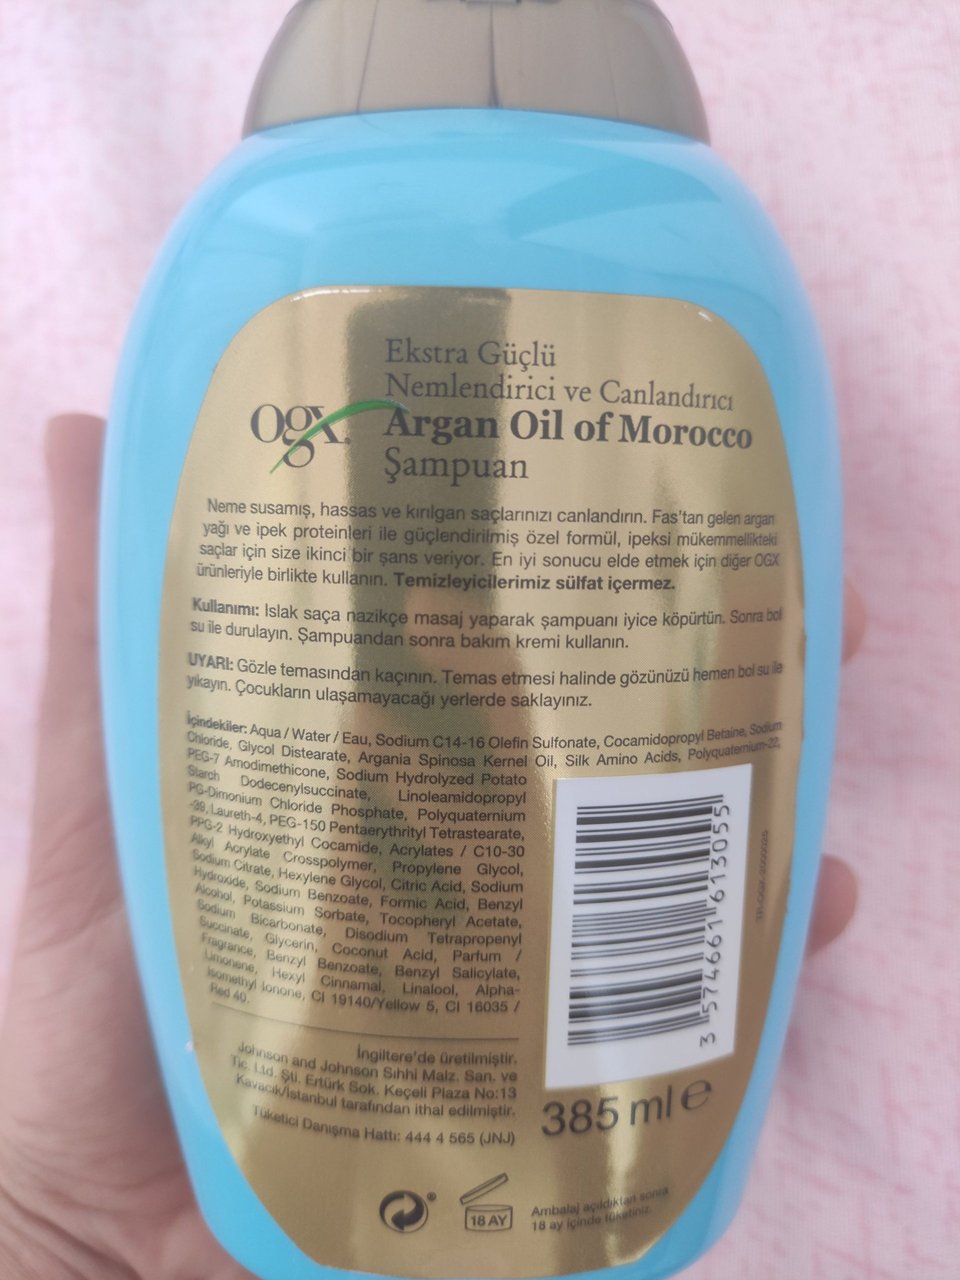 Ekstra Güçlü
Nemlendirici ve Canlandırıcı
ogx.
Argan Oil of Morocco
Şampuan
Neme susamış, hassas ve kırılgan saçlarınızı canlandırın. Fas'tan gelen argan
yağı ve ipek proteinleri ile güçlendirilmiş özel formül, ipeksi mükemmellikteki
saçlar için size ikinci bir şans veriyor. En iyi sonucu elde etmek için diğer OGX
ürünleriyle birlikte kullanın. Temizleyicilerimiz sülfat içermez.
Kullanımı: Islak saça nazikçe masaj yaparak şampuanı iyice köpürtün. Sonra bol
su ile durulayın. Şampuandan sonra bakım kremi kullanın.
UYARI: Gözle temasından kaçının. Temas etmesi halinde gözünüzü hemen bol su ile
yıkayın. Çocukların ulaşamayacağı yerlerde saklayınız.
İçindekiler: Aqua / Water / Eau, Sodium C14-16 Olefin Sulfonate, Cocamidopropyl Betaine, Sodium
Chloride, Glycol Distearate, Argania Spinosa Kernel Oil, Silk Amino Acids, Polyquaternium-22,
PEG-7 Amodimethicone, Sodium Hydrolyzed Potato
Starch Dodecenylsuccinate, Linoleamidopropyl
PG-Dimonium Chloride Phosphate, Polyquaternium
-39, Laureth-4, PEG-150 Pentaerythrityl Tetrastearate,
PPG-2 Hydroxyethyl Cocamide, Acrylates / C10-30
Alkyl Acrylate Crosspolymer, Propylene Glycol,
Sodium Citrate, Hexylene Glycol, Citric Acid, Sodium
Hydroxide, Sodium Benzoate, Formic Acid, Benzyl
Alcohol, Potassium Sorbate, Tocopheryl Acetate,
Sodium Bicarbonate, Disodium Tetrapropenyl
Succinate, Glycerin, Coconut Acid, Parfum /
Fragrance, Benzyl Benzoate, Benzyl Salicylate,
Limonene, Hexyl Cinnamal, Linalool, Alpha-
Isomethyl Ionone, CI 19140/Yellow 5, CI 16035 /
Red 40.
3 574661 613055
İngiltere'de üretilmiştir.
Johnson and Johnson Sıhhi Malz. San. ve
Tic. Ltd. Şti. Ertürk Sok. Keçeli Plaza No:13
Kavacık/İstanbul tarafından ithal edilmiştir.
Tüketici Danışma Hattı: 444 4 565 (JNJ)
385 ml e
18 AY
Ambalaj açıldıktan sonra
18 ay içinde tüketiniz.